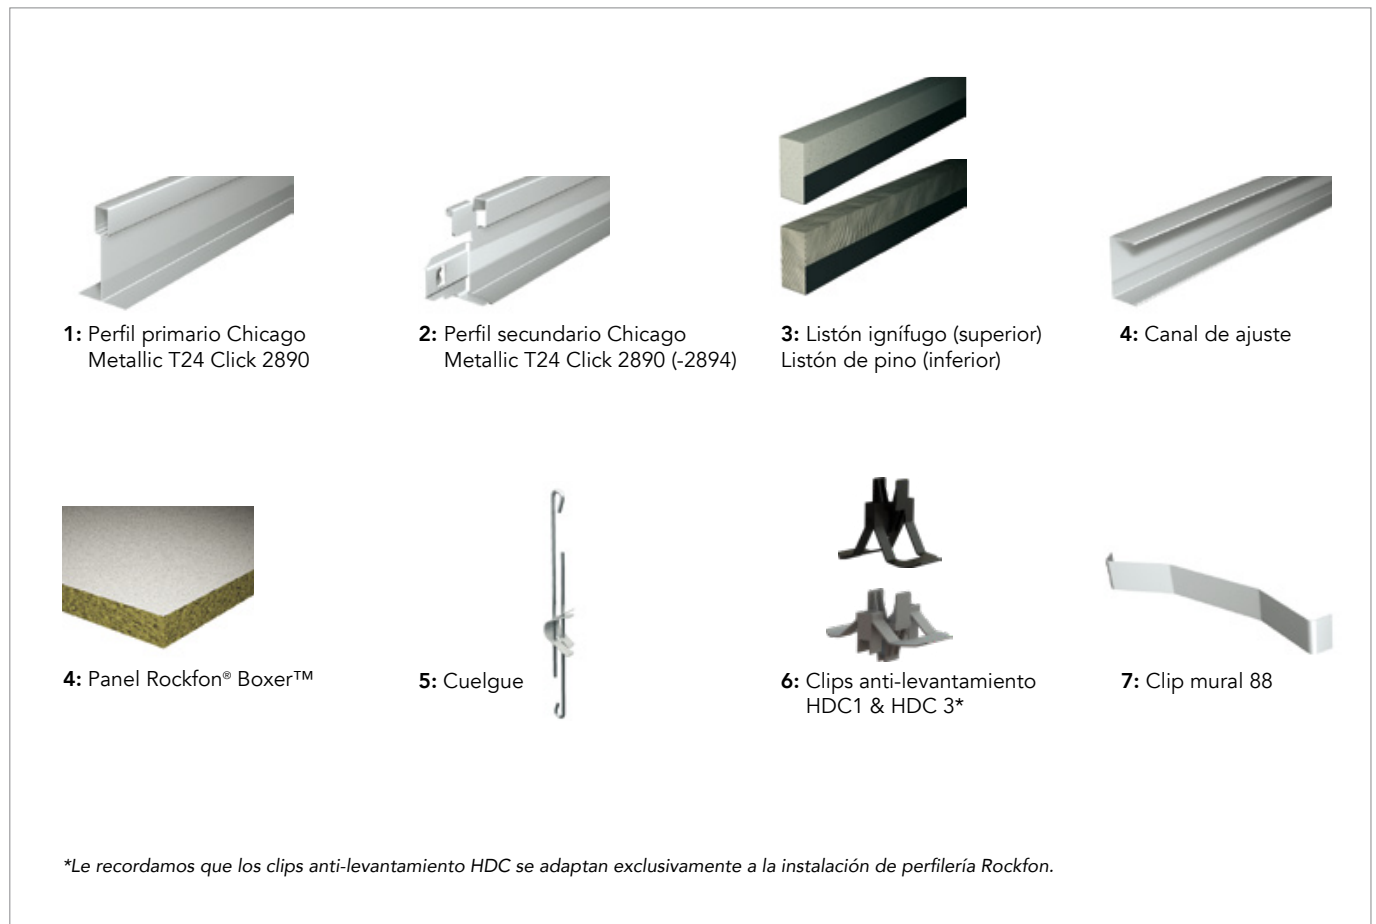 1: Perfil primario Chicago
Metallic T24 Click 2890
2: Perfil secundario Chicago
Metallic T24 Click 2890 (-2894)
3: Listón ignífugo (superior)
Listón de pino (inferior)
4: Canal de ajuste
4: Panel Rockfon® Boxer™
5: Cuelgue
6: Clips anti-levantamiento
HDC1 & HDC 3*
7: Clip mural 88
*Le recordamos que los clips anti-levantamiento HDC se adaptan exclusivamente a la instalación de perfilería Rockfon.